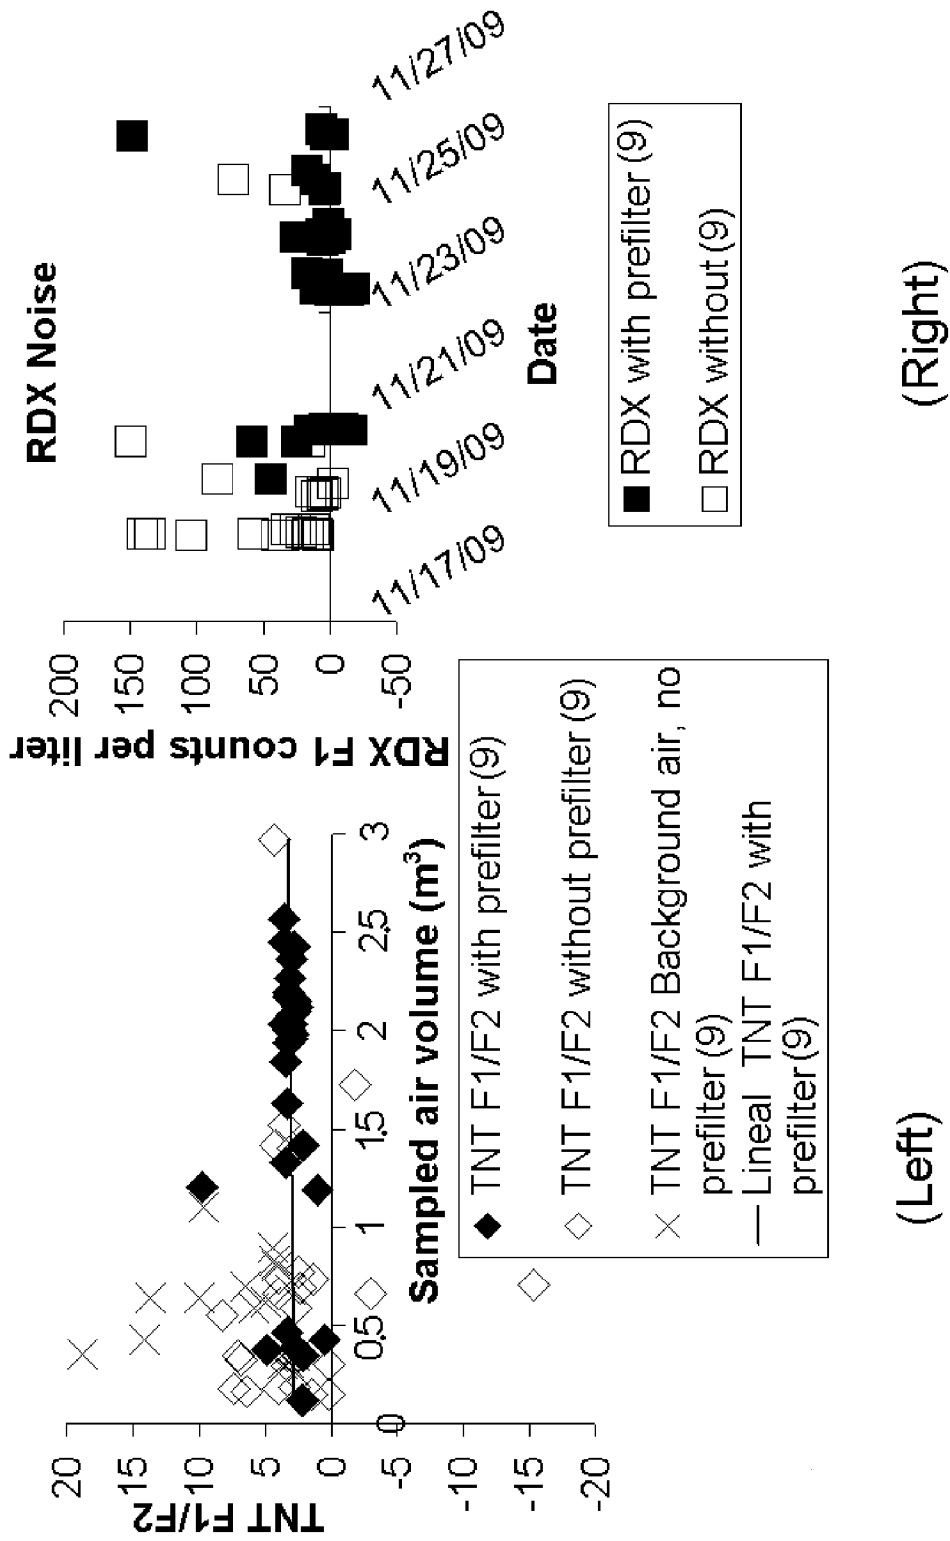 TNT F1/F2
20
15
10
5
0
-5
-10
-15
-20
0
0.5
1
1.5
2
2.5
3
Sampled air volume (m³)
TNT F1/F2 with prefilter (9)
TNT F1/F2 without prefilter (9)
TNT F1/F2 Background air, no
prefilter (9)
Lineal TNT F1/F2 with
prefilter (9)
(Left)
RDX Noise
RDX F1 counts per liter
200
150
100
50
0
-50
11/17/09
11/19/09
11/21/09
11/23/09
11/25/09
11/27/09
Date
RDX with prefilter (9)
RDX without (9)
(Right)